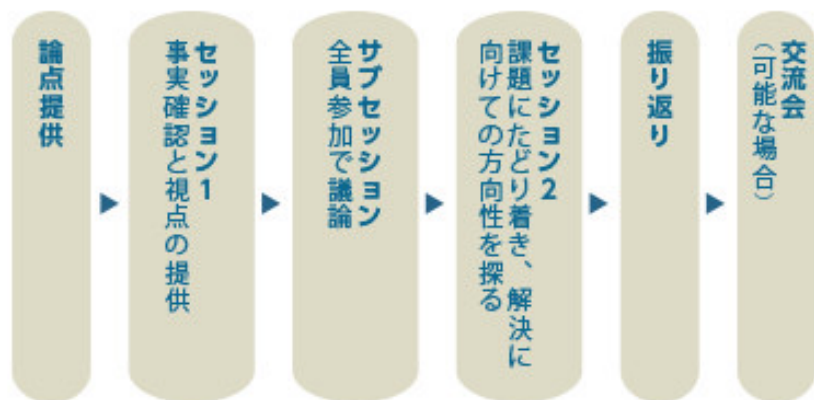 論点提供
セッション1
事実確認と視点の提供
サブセッション
全員参加で議論
セッション2
課題にたどり着き、解決に
向けての方向性を探る
振り返り
交流会
（可能な場合）